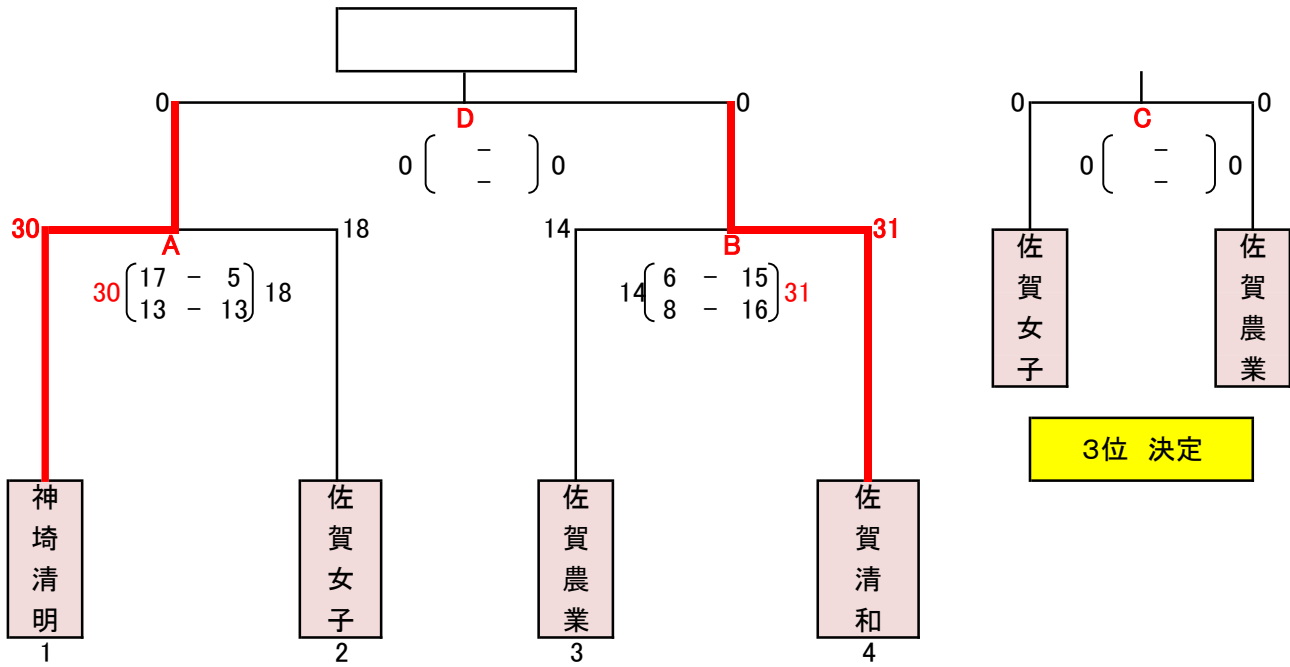 0 0 0 0
D C
0 ( － ) 0 0 ( － ) 0
－ －
30 18 14 31
A B
30 ( 17 － 5 ) 18 14 ( 6 － 15 ) 31
13 － 13 8 － 16
佐賀女子
佐賀農業
3位 決定
神埼清明
佐賀女子
佐賀農業
佐賀清和
1 2 3 4